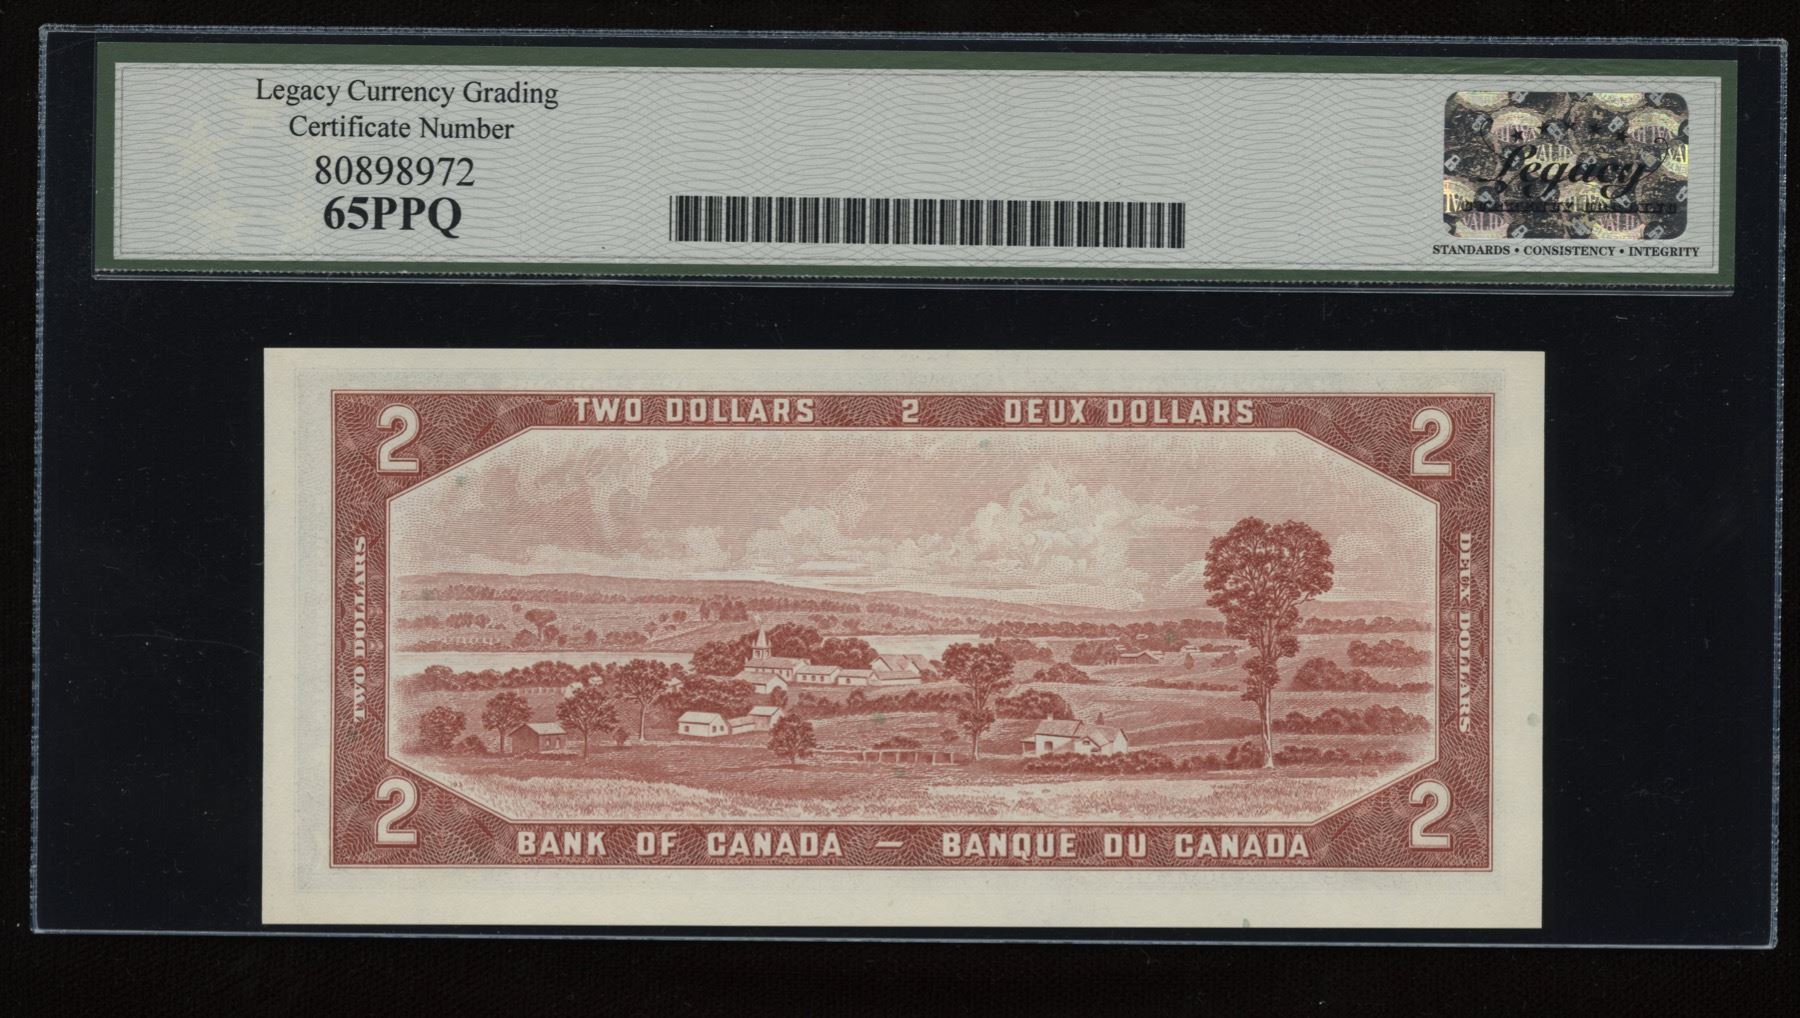 Legacy Currency Grading
Certificate Number
80898972
65PPQ
Legacy
STANDARDS • CONSISTENCY • INTEGRITY
TWO DOLLARS 2 DEUX DOLLARS
2 2
TWO DOLLARS
DEUX DOLLARS
2 2
BANK OF CANADA — BANQUE DU CANADA